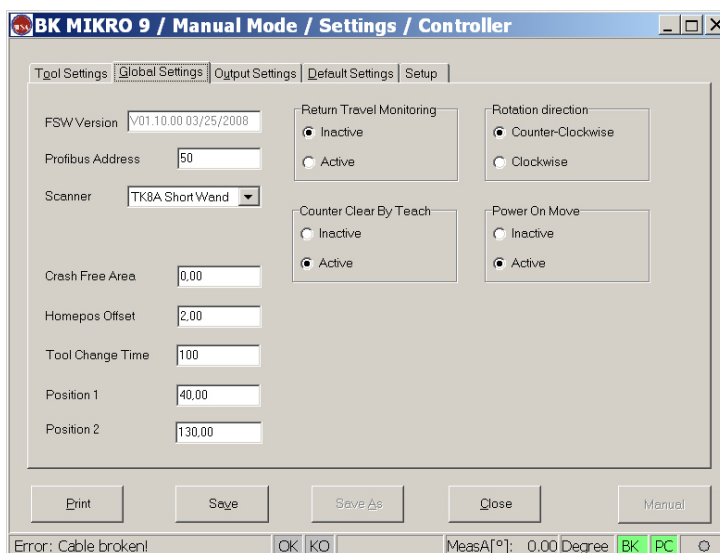 BK MIKRO 9 / Manual Mode / Settings / Controller
Tool Settings Global Settings Output Settings Default Settings Setup
FSW Version V01.10.00 03/25/2008
Profibus Address 50
Scanner TK8A Short Wand
Crash Free Area 0,00
Homepos Offset 2,00
Tool Change Time 100
Position 1 40,00
Position 2 130,00
Return Travel Monitoring
Inactive
Active
Counter Clear By Teach
Inactive
Active
Rotation direction
Counter-Clockwise
Clockwise
Power On Move
Inactive
Active
Print Save Save As Close Manual
Error: Cable broken! OK KO MeasA[°]: 0.00 Degree BK PC